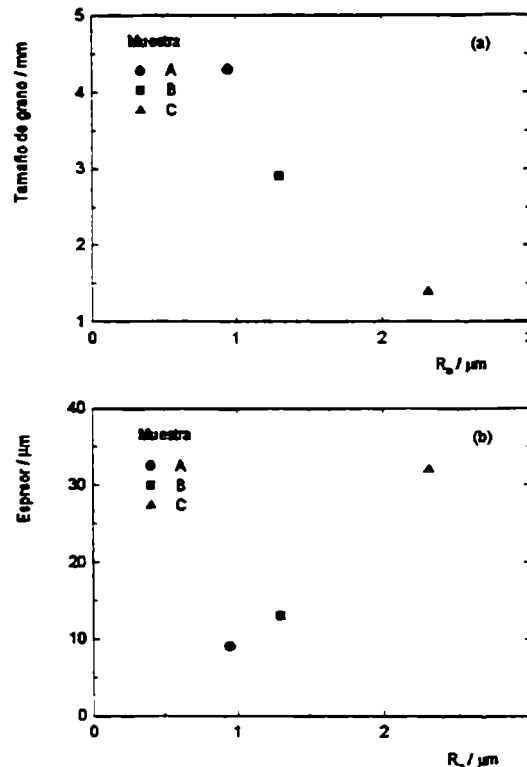 5
Muestra (a)
A
4
B
C
Tamaño de grano / mm
3
2
1
0 1 2 3
Rₐ / μm
40
Muestra (b)
A
30
B
C
Espesor / μm
20
10
0
0 1 2
Rₐ / μm